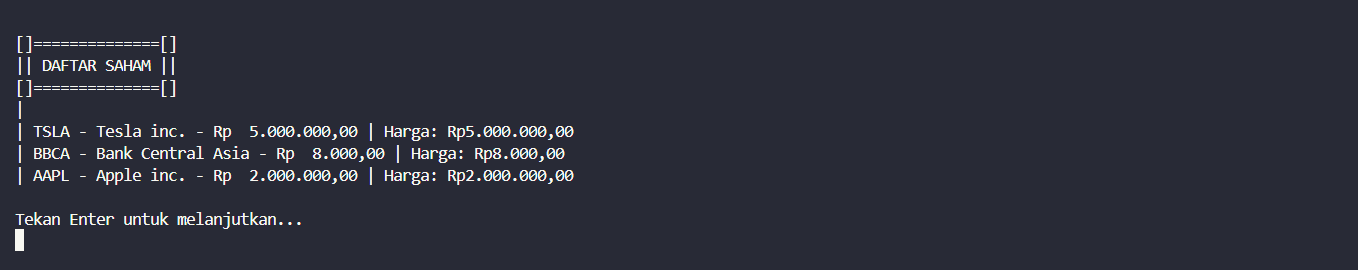 []==============[]
|| DAFTAR SAHAM ||
[]==============[]
|
| TSLA - Tesla inc. - Rp  5.000.000,00 | Harga: Rp5.000.000,00
| BBCA - Bank Central Asia - Rp  8.000,00 | Harga: Rp8.000,00
| AAPL - Apple inc. - Rp  2.000.000,00 | Harga: Rp2.000.000,00
Tekan Enter untuk melanjutkan...